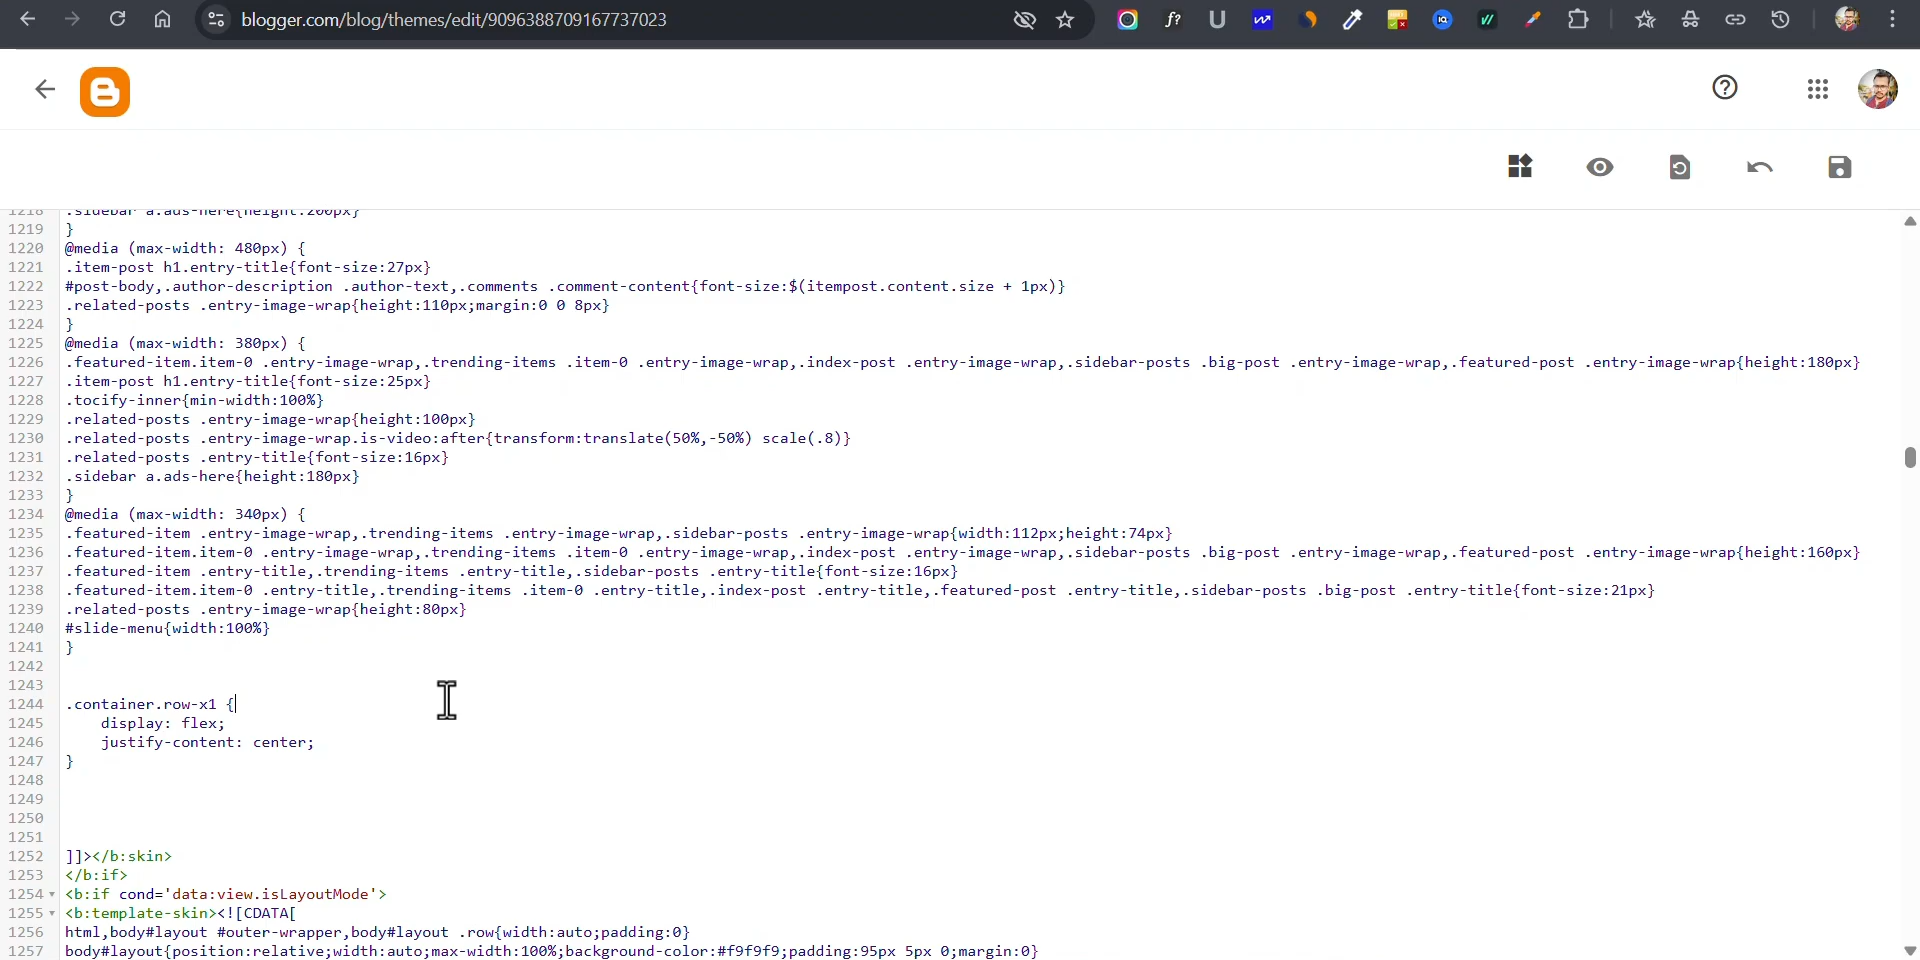 blogger.com/blog/themes/edit/9096388709167737023
1218 .sidebar a.ads-here{height:200px}
1219 }
1220 @media (max-width: 480px) {
1221 .item-post h1.entry-title{font-size:27px}
1222 #post-body,.author-description .author-text,.comments .comment-content{font-size:$(itempost.content.size + 1px)}
1223 .related-posts .entry-image-wrap{height:110px;margin:0 0 8px}
1224 }
1225 @media (max-width: 380px) {
1226 .featured-item.item-0 .entry-image-wrap,.trending-items .item-0 .entry-image-wrap,.index-post .entry-image-wrap,.sidebar-posts .big-post .entry-image-wrap,.featured-post .entry-image-wrap{height:180px}
1227 .item-post h1.entry-title{font-size:25px}
1228 .tocify-inner{min-width:100%}
1229 .related-posts .entry-image-wrap{height:100px}
1230 .related-posts .entry-image-wrap.is-video:after{transform:translate(50%,-50%) scale(.8)}
1231 .related-posts .entry-title{font-size:16px}
1232 .sidebar a.ads-here{height:180px}
1233 }
1234 @media (max-width: 340px) {
1235 .featured-item .entry-image-wrap,.trending-items .entry-image-wrap,.sidebar-posts .entry-image-wrap{width:112px;height:74px}
1236 .featured-item.item-0 .entry-image-wrap,.trending-items .item-0 .entry-image-wrap,.index-post .entry-image-wrap,.sidebar-posts .big-post .entry-image-wrap,.featured-post .entry-image-wrap{height:160px}
1237 .featured-item .entry-title,.trending-items .entry-title,.sidebar-posts .entry-title{font-size:16px}
1238 .featured-item.item-0 .entry-title,.trending-items .item-0 .entry-title,.index-post .entry-title,.featured-post .entry-title,.sidebar-posts .big-post .entry-title{font-size:21px}
1239 .related-posts .entry-image-wrap{height:80px}
1240 #slide-menu{width:100%}
1241 }
1242
1243
1244 .container.row-x1 {
1245 display: flex;
1246 justify-content: center;
1247 }
1248
1249
1250
1251
1252 ]]></b:skin>
1253 </b:if>
1254 <b:if cond='data:view.isLayoutMode'>
1255 <b:template-skin><![CDATA[
1256 html,body#layout #outer-wrapper,body#layout .row{width:auto;padding:0}
1257 body#layout{position:relative;width:auto;max-width:100%;background-color:#f9f9f9;padding:95px 5px 0;margin:0}